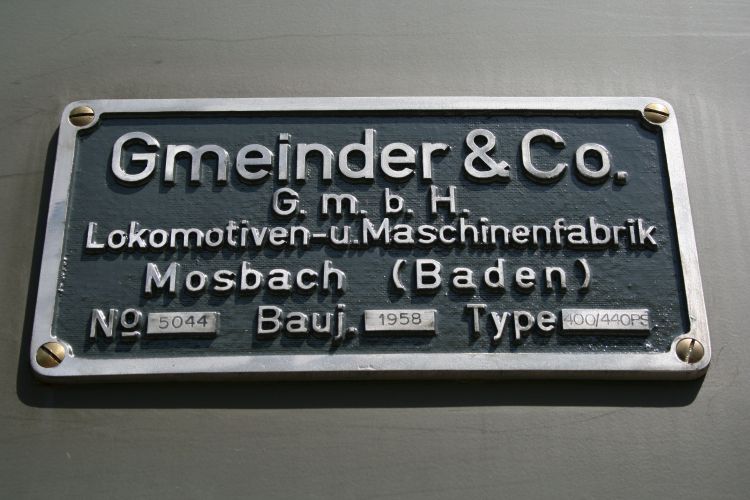 Gmeinder & Co.
G. m. b. H.
Lokomotiven-u. Maschinenfabrik
Mosbach (Baden)
No 5044 Bauj. 1958 Type 400/440PS